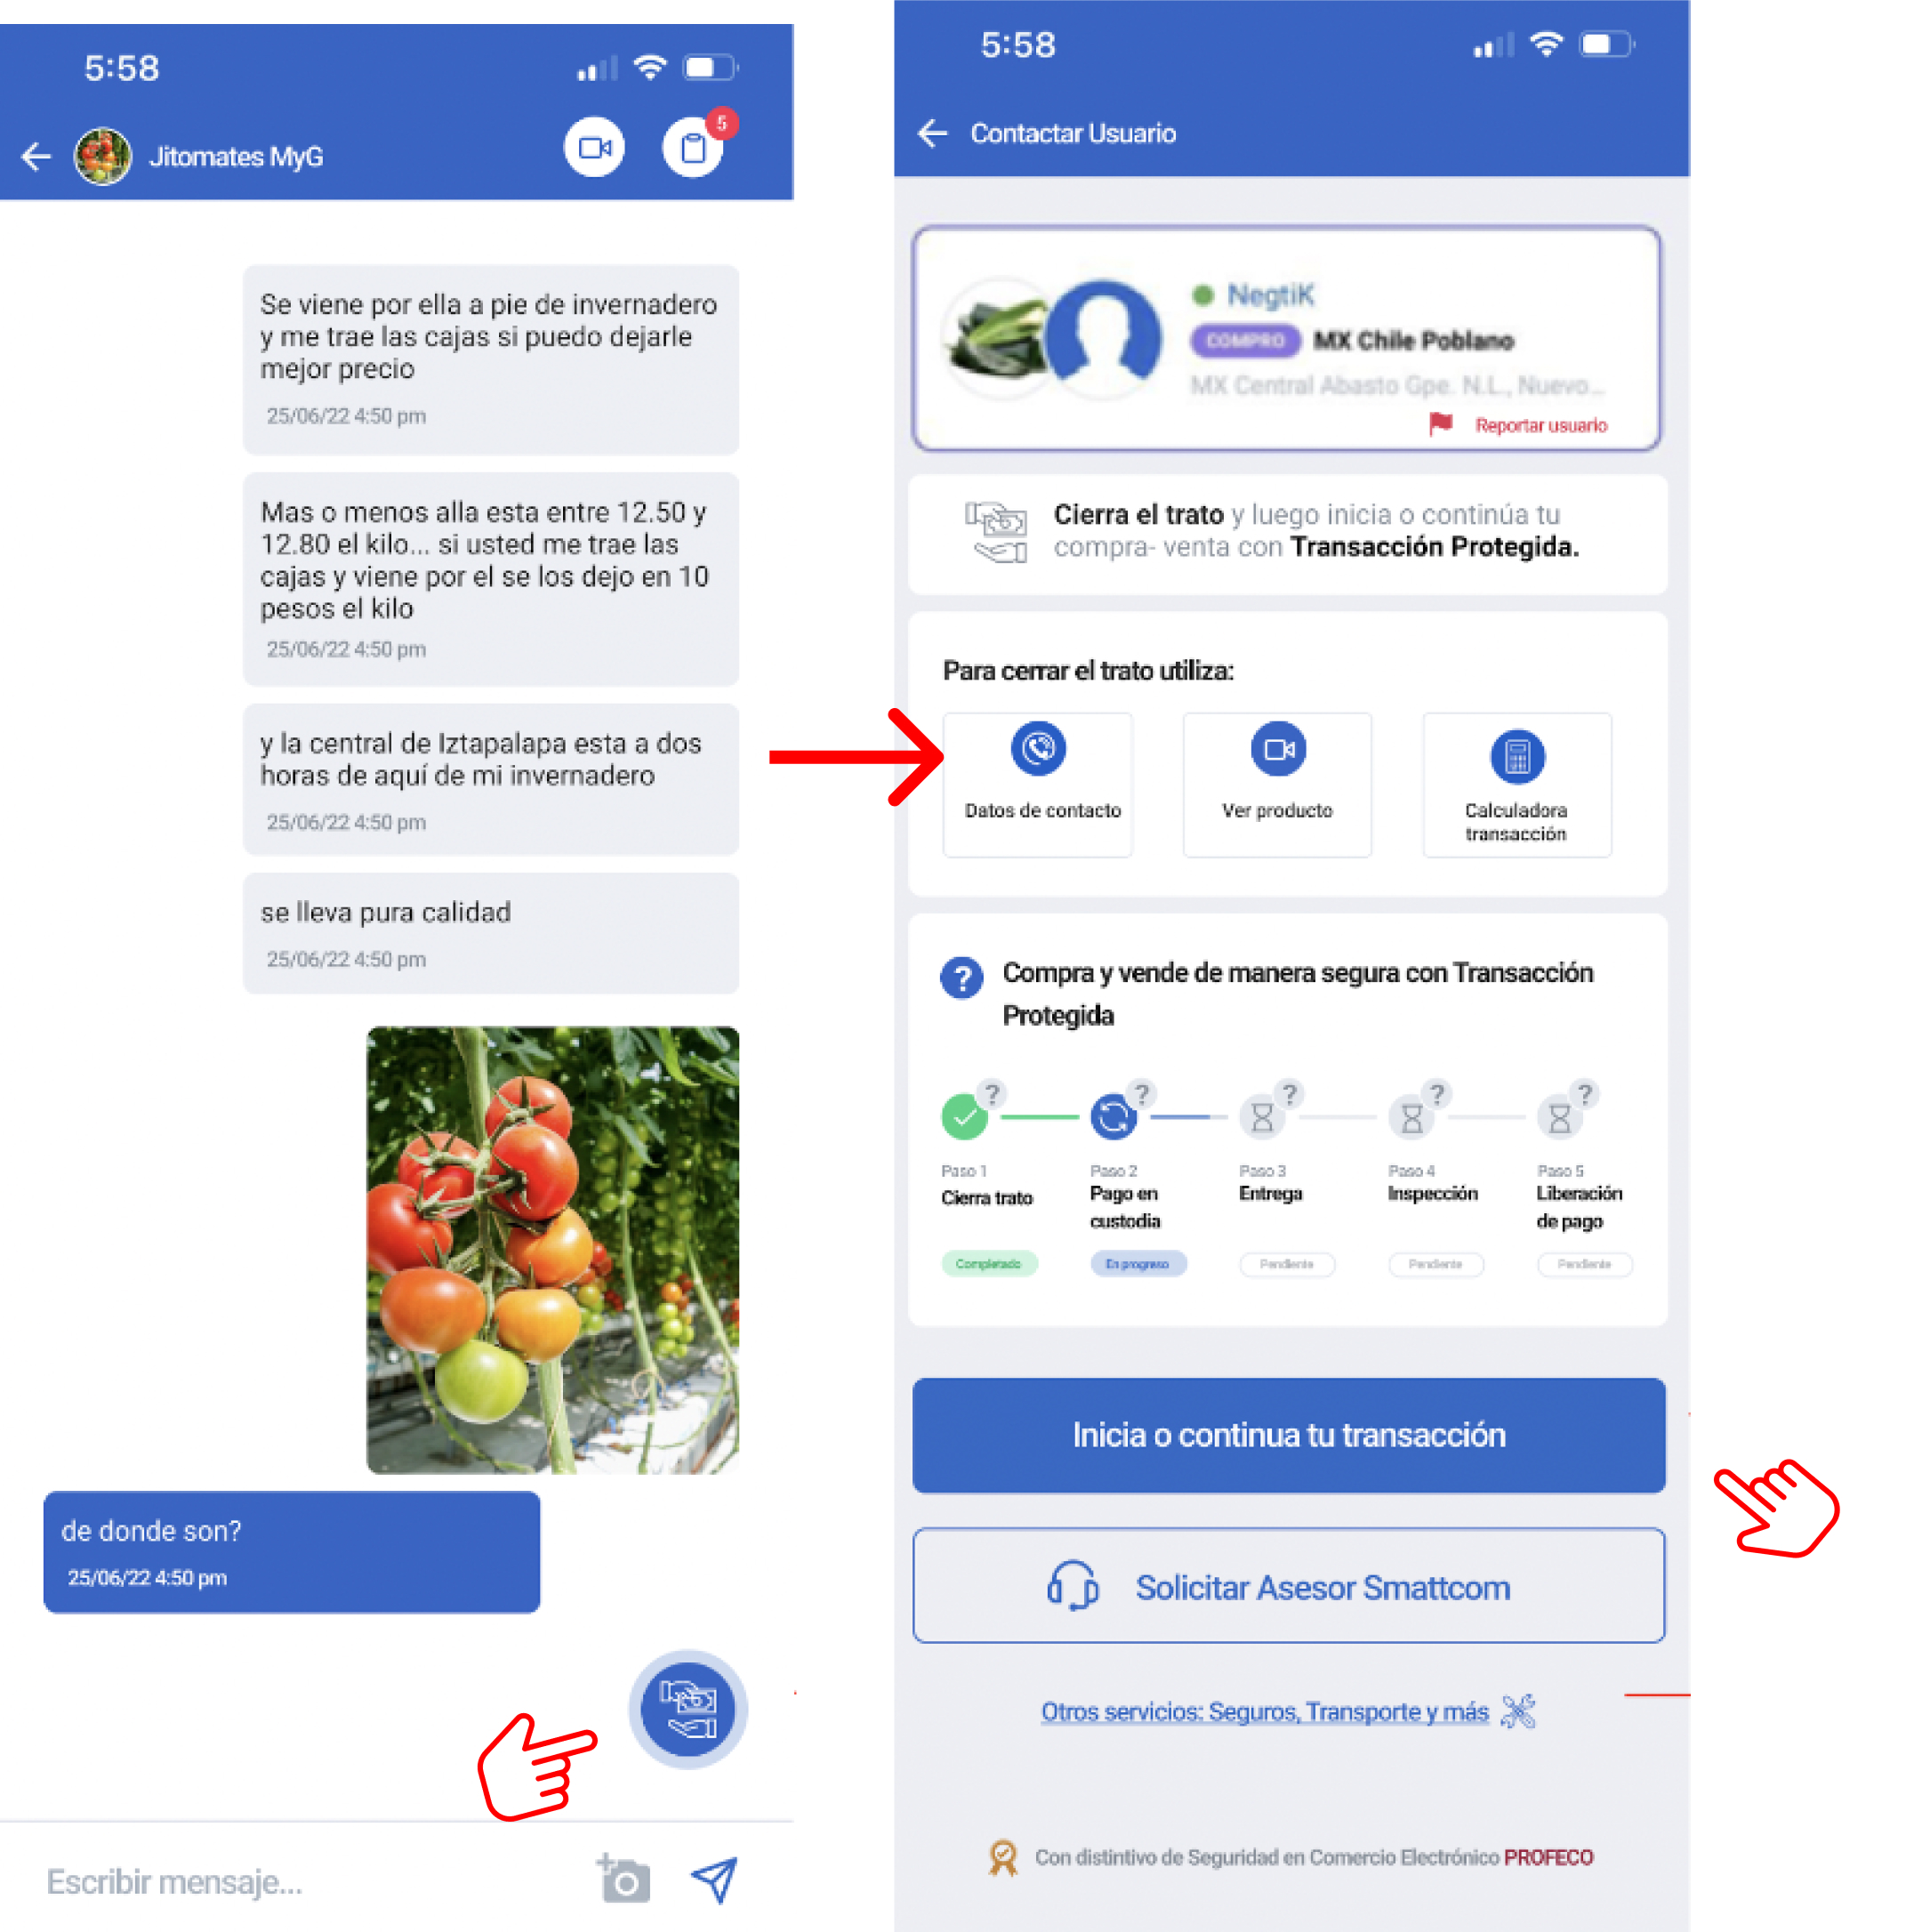 5:58
Jitomates MyG
5
Se viene por ella a pie de invernadero
y me trae las cajas si puedo dejarle
mejor precio
25/06/22 4:50 pm
Mas o menos alla esta entre 12.50 y
12.80 el kilo... si usted me trae las
cajas y viene por el se los dejo en 10
pesos el kilo
25/06/22 4:50 pm
y la central de Iztapalapa esta a dos
horas de aquí de mi invernadero
25/06/22 4:50 pm
se lleva pura calidad
25/06/22 4:50 pm
de donde son?
25/06/22 4:50 pm
Escribir mensaje...
5:58
Contactar Usuario
NegtiK
COMPRO MX Chile Poblano
MX Central Abasto Gpe. N.L., Nuevo...
Reportar usuario
Cierra el trato y luego inicia o continúa tu
compra- venta con Transacción Protegida.
Para cerrar el trato utiliza:
Datos de contacto
Ver producto
Calculadora
transacción
? Compra y vende de manera segura con Transacción
Protegida
? ? ? ? ?
Paso 1
Cierra trato
Completado
Paso 2
Pago en
custodia
En progreso
Paso 3
Entrega
Pendiente
Paso 4
Inspección
Pendiente
Paso 5
Liberación
de pago
Pendiente
Inicia o continua tu transacción
Solicitar Asesor Smattcom
Otros servicios: Seguros, Transporte y más
Con distintivo de Seguridad en Comercio Electrónico PROFECO